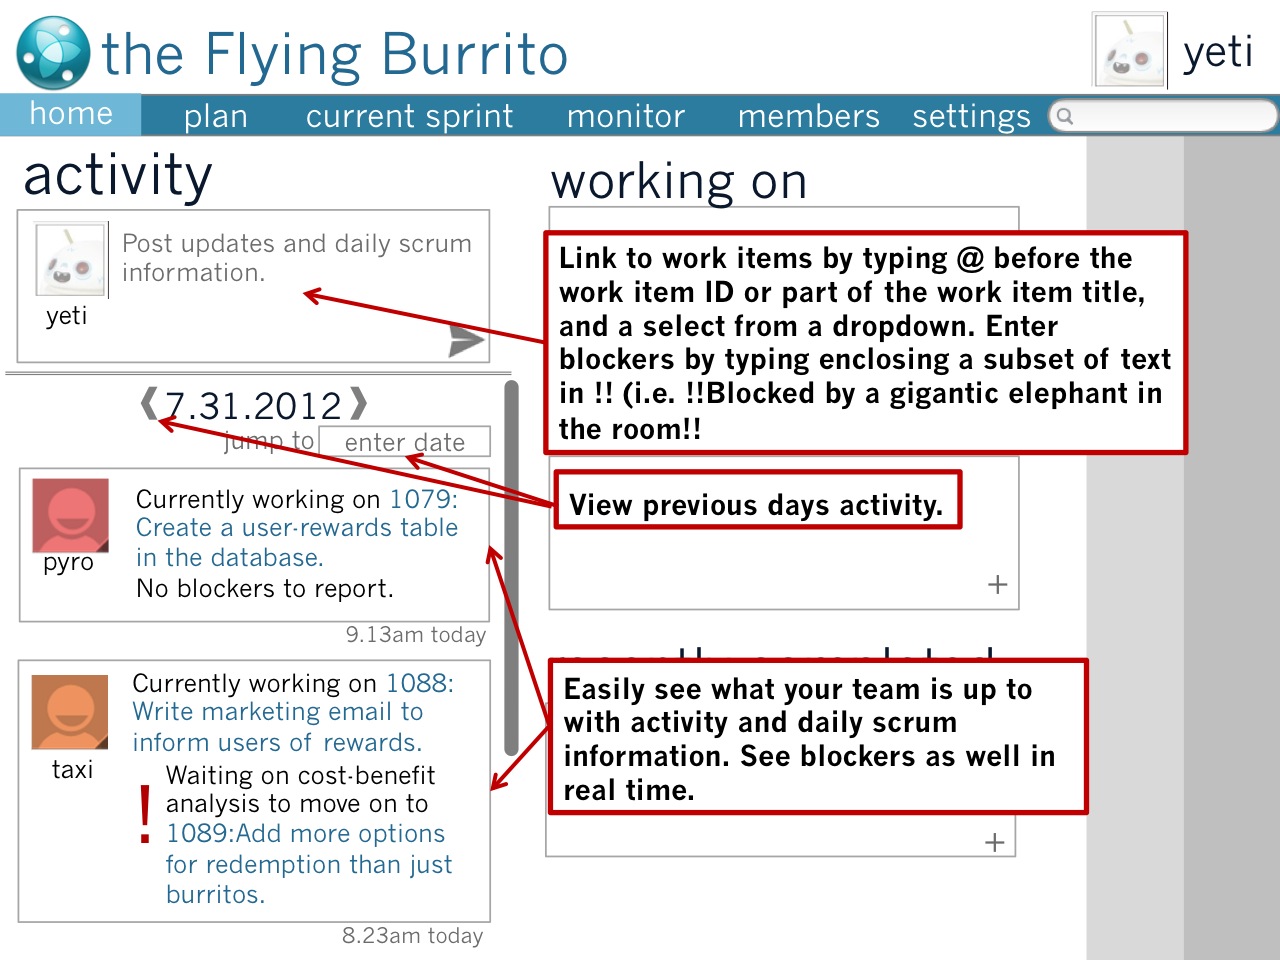 the Flying Burrito
yeti
home plan current sprint monitor members settings
activity
Post updates and daily scrum
information.
yeti
7.31.2012
jump to enter date
Currently working on 1079:
Create a user-rewards table
in the database.
No blockers to report.
pyro
9.13am today
Currently working on 1088:
Write marketing email to
inform users of rewards.
taxi
Waiting on cost-benefit
! analysis to move on to
1089:Add more options
for redemption than just
burritos.
8.23am today
working on
Link to work items by typing @ before the
work item ID or part of the work item title,
and a select from a dropdown. Enter
blockers by typing enclosing a subset of text
in !! (i.e. !!Blocked by a gigantic elephant in
the room!!
View previous days activity.
+
Easily see what your team is up to
with activity and daily scrum
information. See blockers as well in
real time.
+